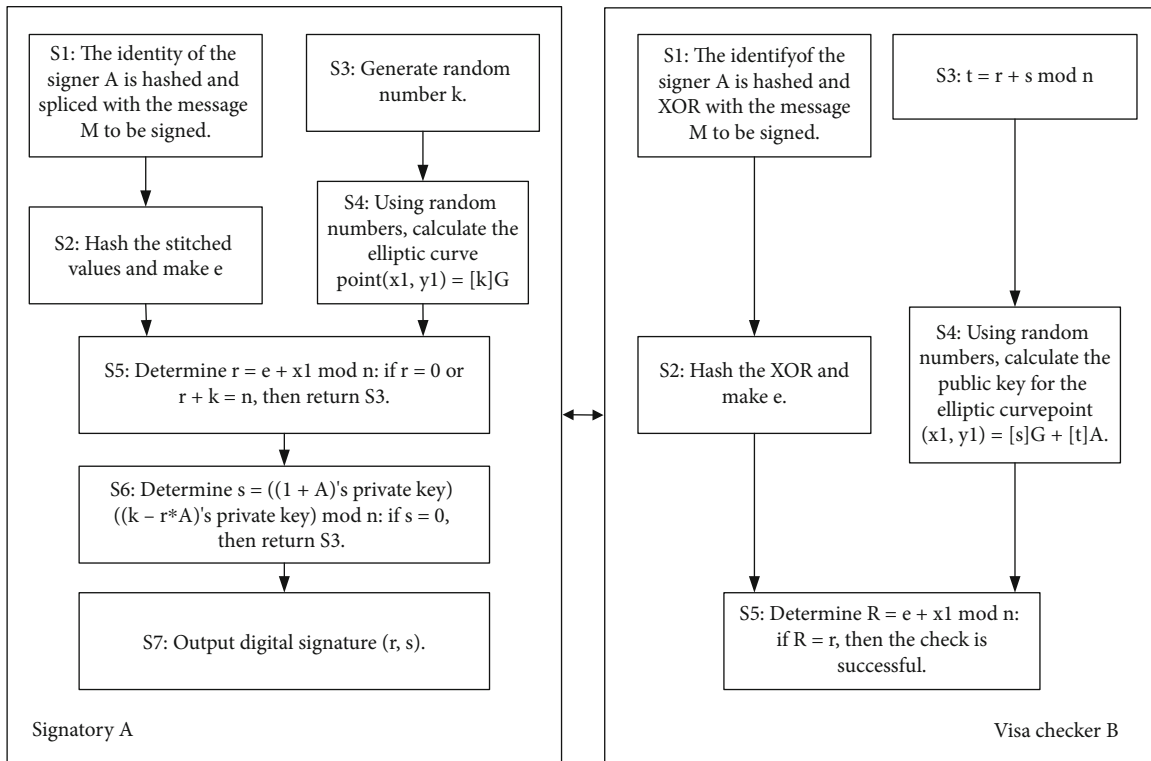 S1: The identity of the
signer A is hashed and
spliced with the message
M to be signed.
S3: Generate random
number k.
S2: Hash the stitched
values and make e
S4: Using random
numbers, calculate the
elliptic curve
point(x1, y1) = [k]G
S5: Determine r = e + x1 mod n: if r = 0 or
r + k = n, then return S3.
S6: Determine s = ((1 + A)'s private key)
((k – r*A)'s private key) mod n: if s = 0,
then return S3.
S7: Output digital signature (r, s).
Signatory A
S1: The identifyof the
signer A is hashed and
XOR with the message
M to be signed.
S3: t = r + s mod n
S2: Hash the XOR and
make e.
S4: Using random
numbers, calculate the
public key for the
elliptic curvepoint
(x1, y1) = [s]G + [t]A.
S5: Determine R = e + x1 mod n:
if R = r, then the check is
successful.
Visa checker B